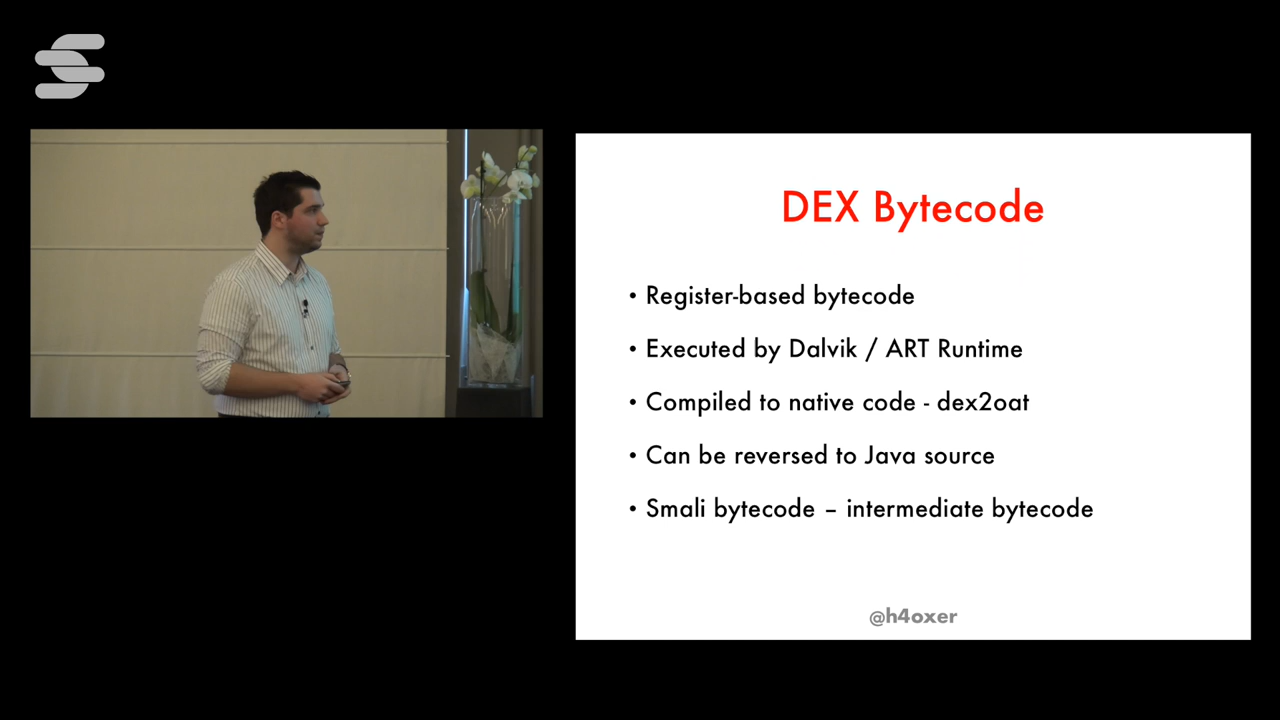 DEX Bytecode
• Register-based bytecode
• Executed by Dalvik / ART Runtime
• Compiled to native code - dex2oat
• Can be reversed to Java source
• Smali bytecode – intermediate bytecode
@h4oxer